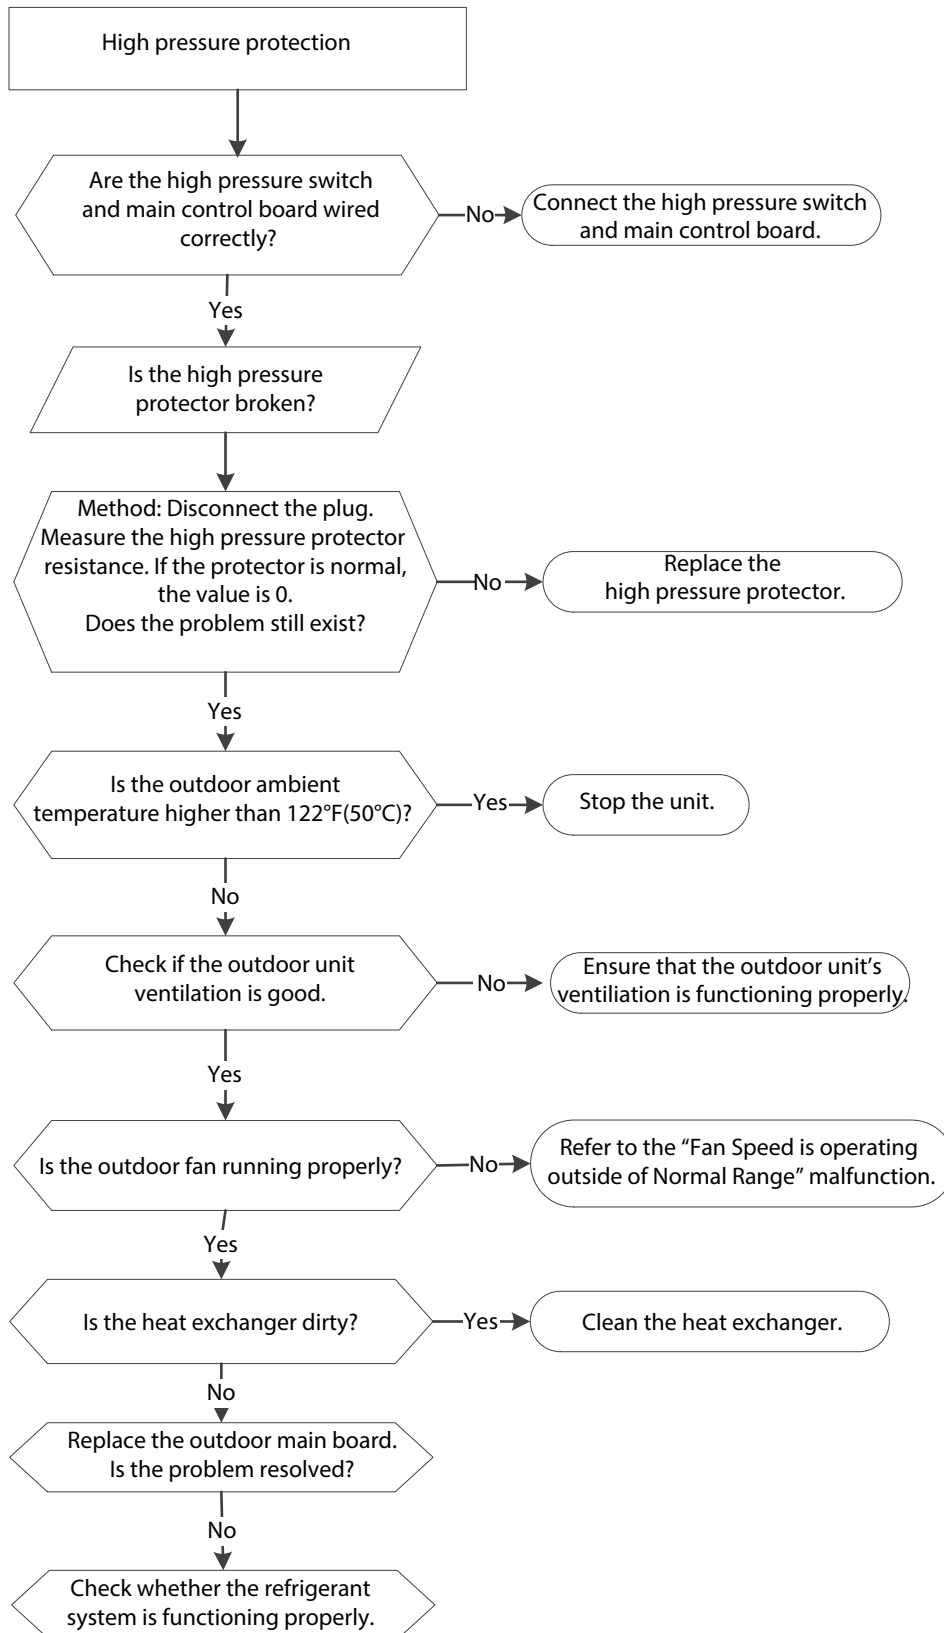 High pressure protection
Are the high pressure switch
and main control board wired
correctly?
No
Connect the high pressure switch
and main control board.
Yes
Is the high pressure
protector broken?
Method: Disconnect the plug.
Measure the high pressure protector
resistance. If the protector is normal,
the value is 0.
Does the problem still exist?
No
Replace the
high pressure protector.
Yes
Is the outdoor ambient
temperature higher than 122°F(50°C)?
Yes
Stop the unit.
No
Check if the outdoor unit
ventilation is good.
No
Ensure that the outdoor unit’s
ventiliation is functioning properly.
Yes
Is the outdoor fan running properly?
No
Refer to the “Fan Speed is operating
outside of Normal Range” malfunction.
Yes
Is the heat exchanger dirty?
Yes
Clean the heat exchanger.
No
Replace the outdoor main board.
Is the problem resolved?
No
Check whether the refrigerant
system is functioning properly.